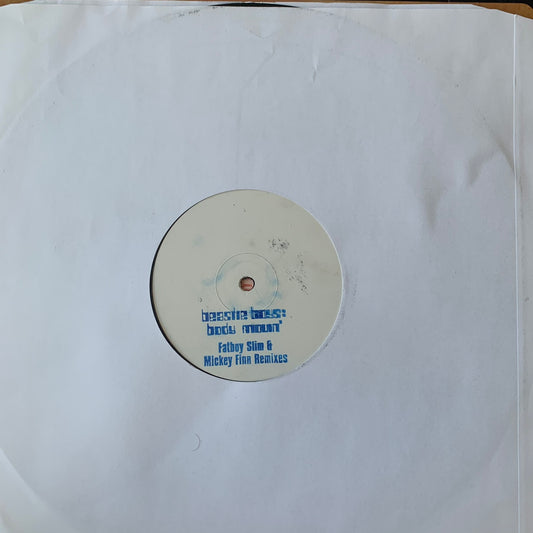 beastie boys:
body movin'
Fatboy Slim &
Mickey Finn Remixes